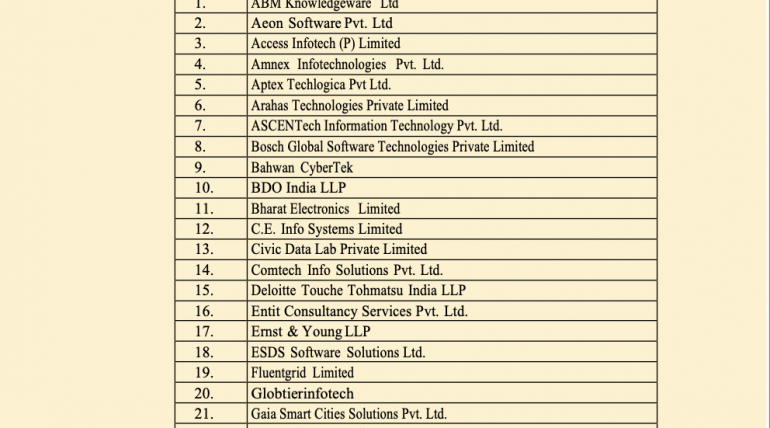 1. ABM Knowledgeware Ltd
2. Aeon Software Pvt. Ltd
3. Access Infotech (P) Limited
4. Amnex Infotechnologies Pvt. Ltd.
5. Aptex Techlogica Pvt Ltd.
6. Arahas Technologies Private Limited
7. ASCENTech Information Technology Pvt. Ltd.
8. Bosch Global Software Technologies Private Limited
9. Bahwan CyberTek
10. BDO India LLP
11. Bharat Electronics Limited
12. C.E. Info Systems Limited
13. Civic Data Lab Private Limited
14. Comtech Info Solutions Pvt. Ltd.
15. Deloitte Touche Tohmatsu India LLP
16. Entit Consultancy Services Pvt. Ltd.
17. Ernst & Young LLP
18. ESDS Software Solutions Ltd.
19. Fluentgrid Limited
20. Globtierinfotech
21. Gaia Smart Cities Solutions Pvt. Ltd.